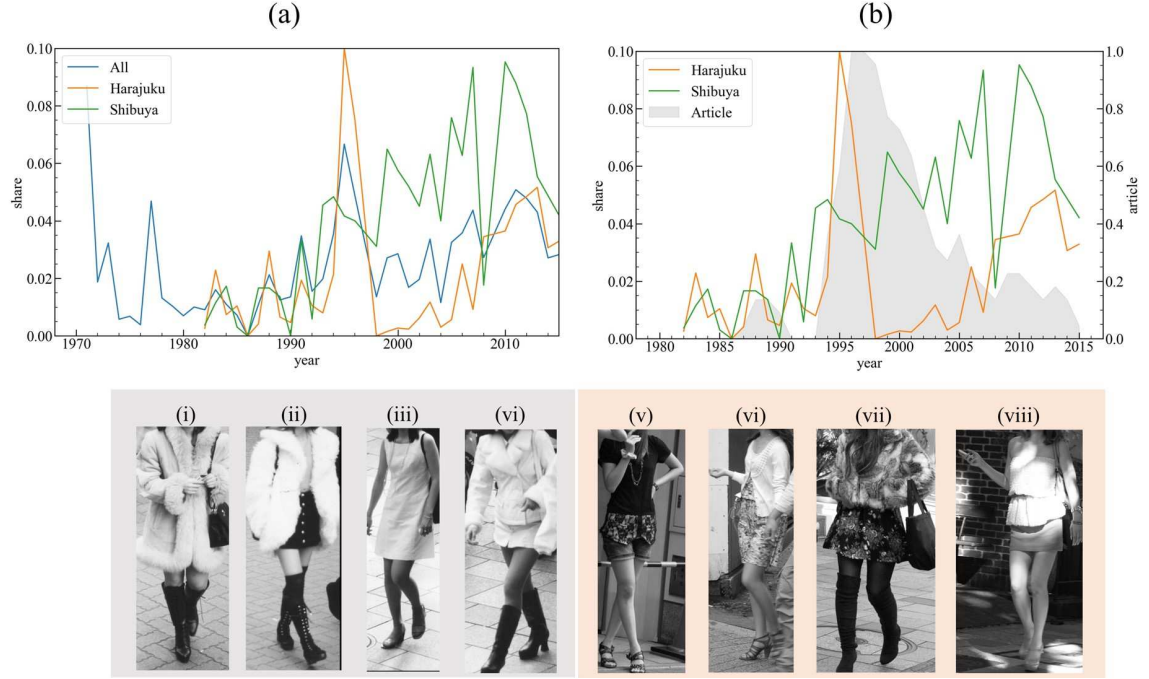 (a)
0.10
0.08
0.06
0.04
0.02
0.00
share
All
Harajuku
Shibuya
1970
1980
1990
2000
2010
year
(b)
0.10
0.08
0.06
0.04
0.02
0.00
share
Harajuku
Shibuya
Article
1.0
0.8
0.6
0.4
0.2
0.0
article
1980
1985
1990
1995
2000
2005
2010
2015
year
(i)
(ii)
(iii)
(vi)
(v)
(vi)
(vii)
(viii)